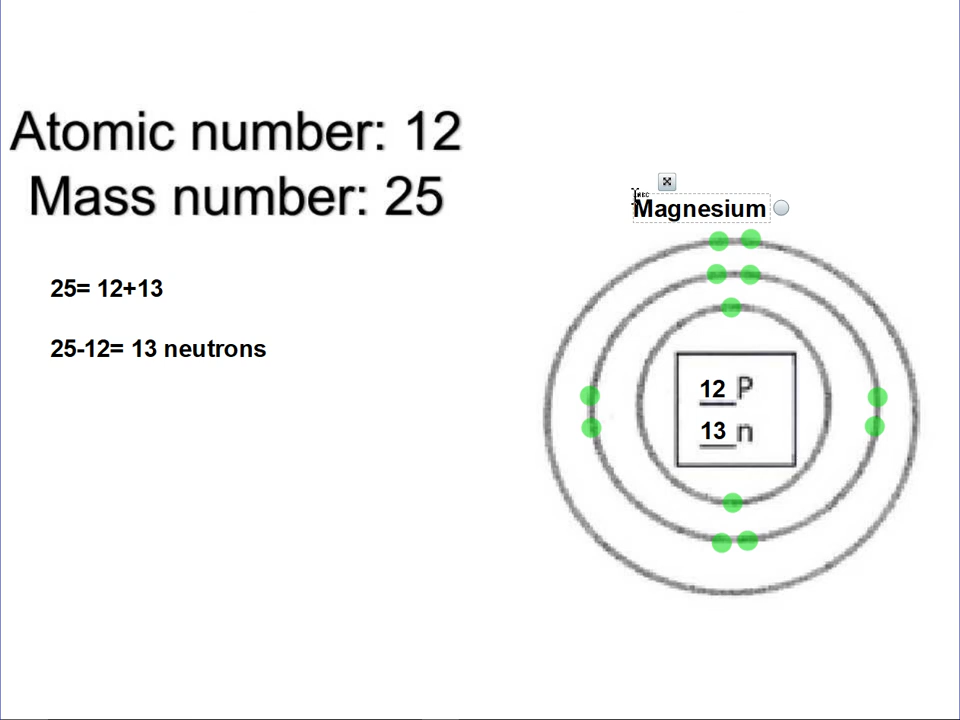 Atomic number: 12
Mass number: 25
25= 12+13
25-12= 13 neutrons
Magnesium
12 P
13 n